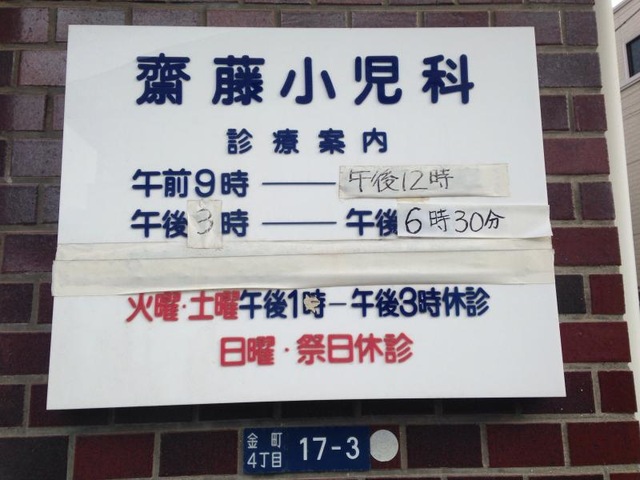 齋藤小児科
診療案内
午前9時 ― 午後12時
午後3時 ― 午後6時30分
火曜・土曜午後1時－午後3時休診
日曜・祭日休診
金町
4丁目 17-3